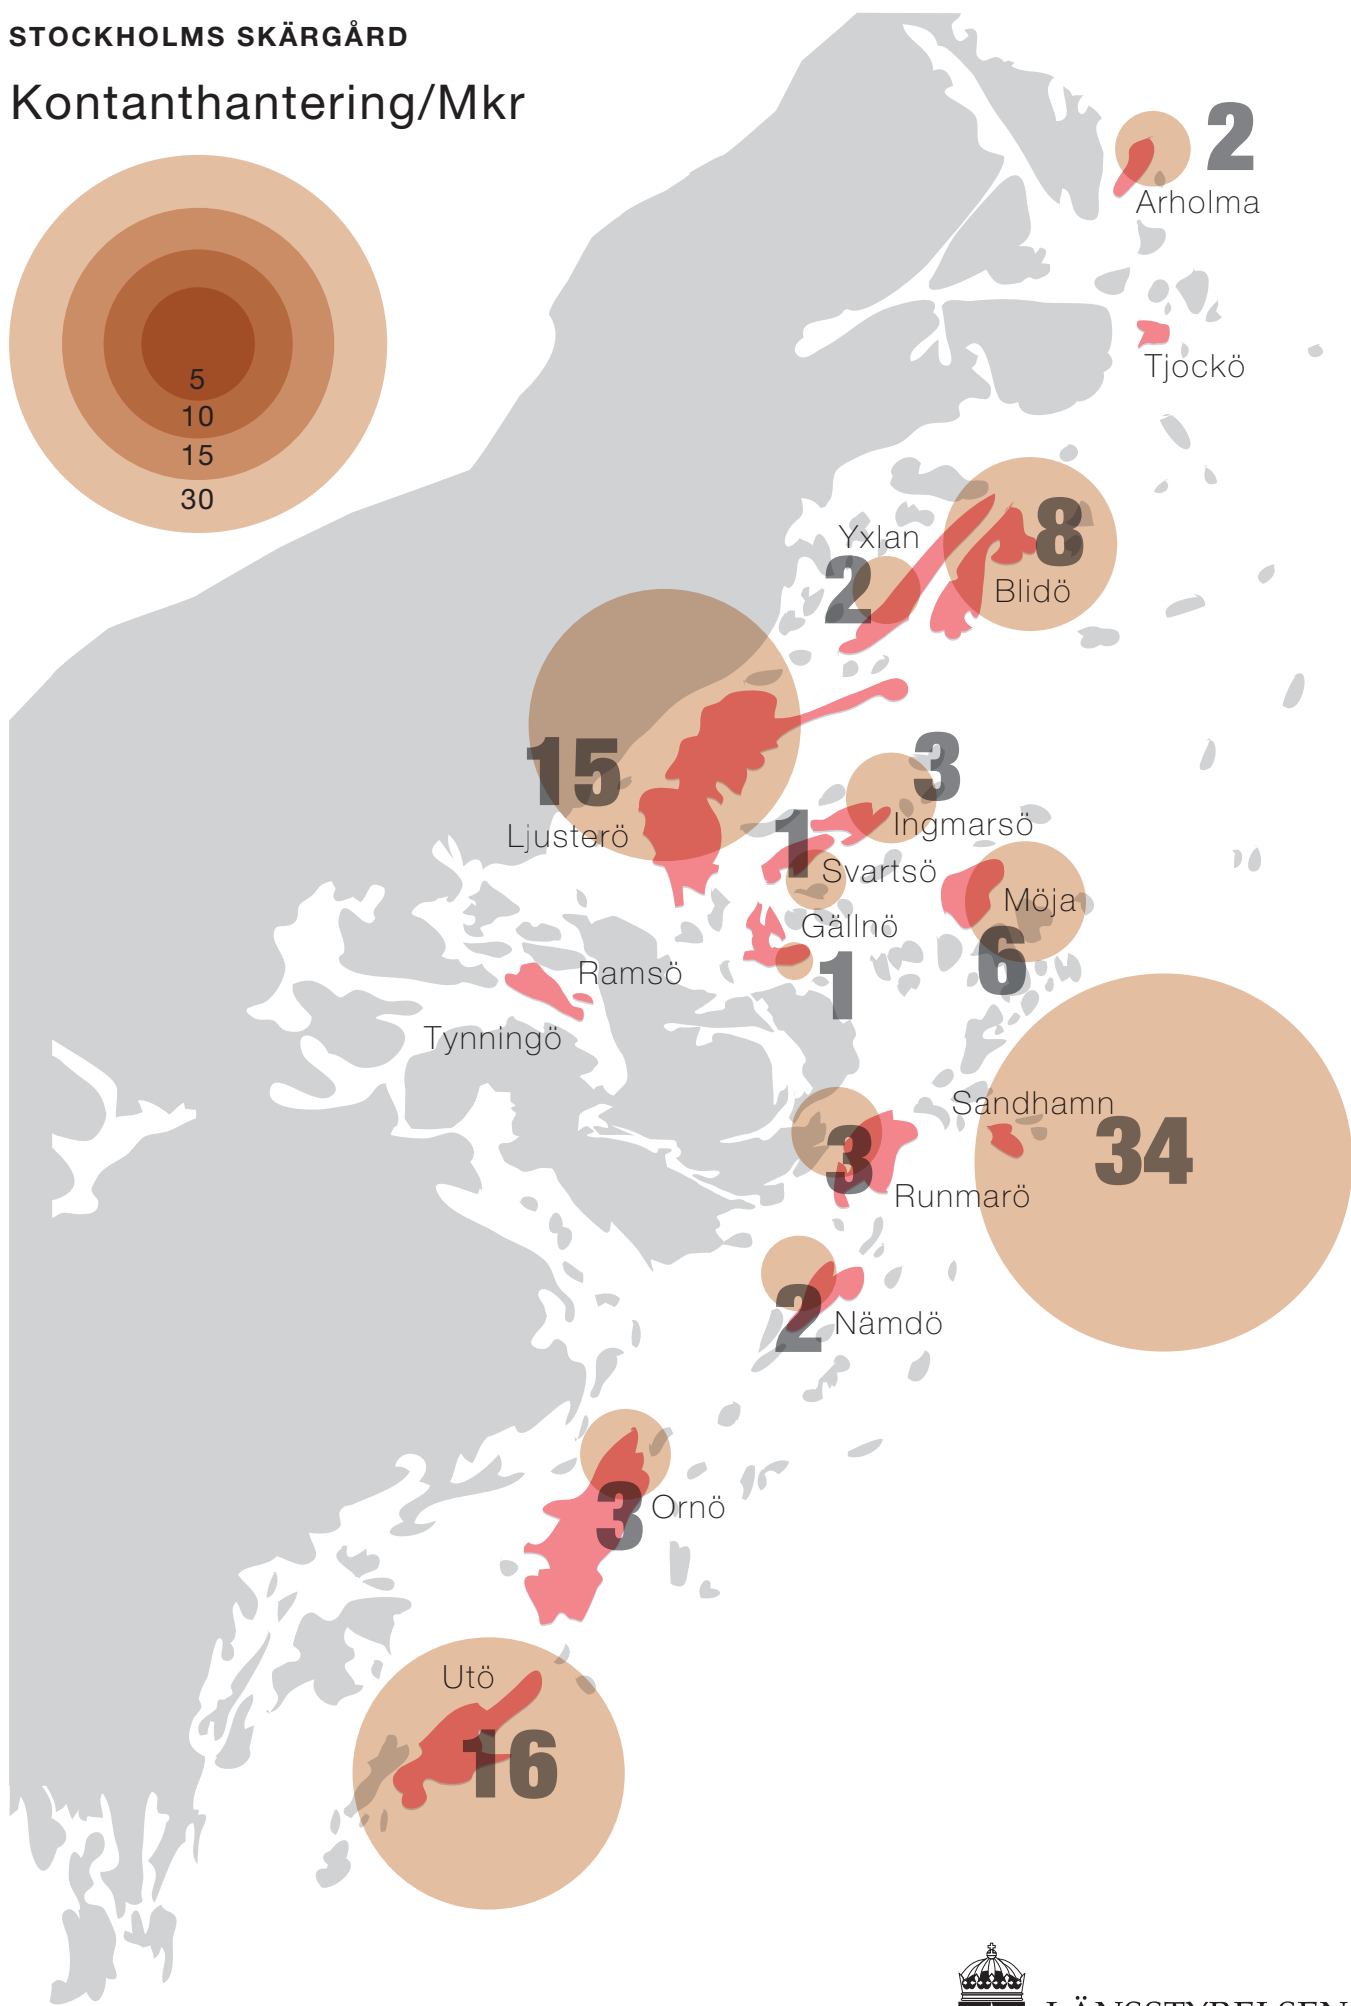 STOCKHOLMS SKÄRGÅRD
Kontanthantering/Mkr
5
10
15
30
2
Arholma
Tjockö
Yxlan
2
8
Blidö
15
Ljusterö
3
Ingmarsö
1
Svartsö
Möja
6
Gällnö
1
Ramsö
Tynningö
Sandhamn
34
3
Runmarö
2
Nämdö
3
Ornö
Utö
16
LÄNSSTYRELSEN